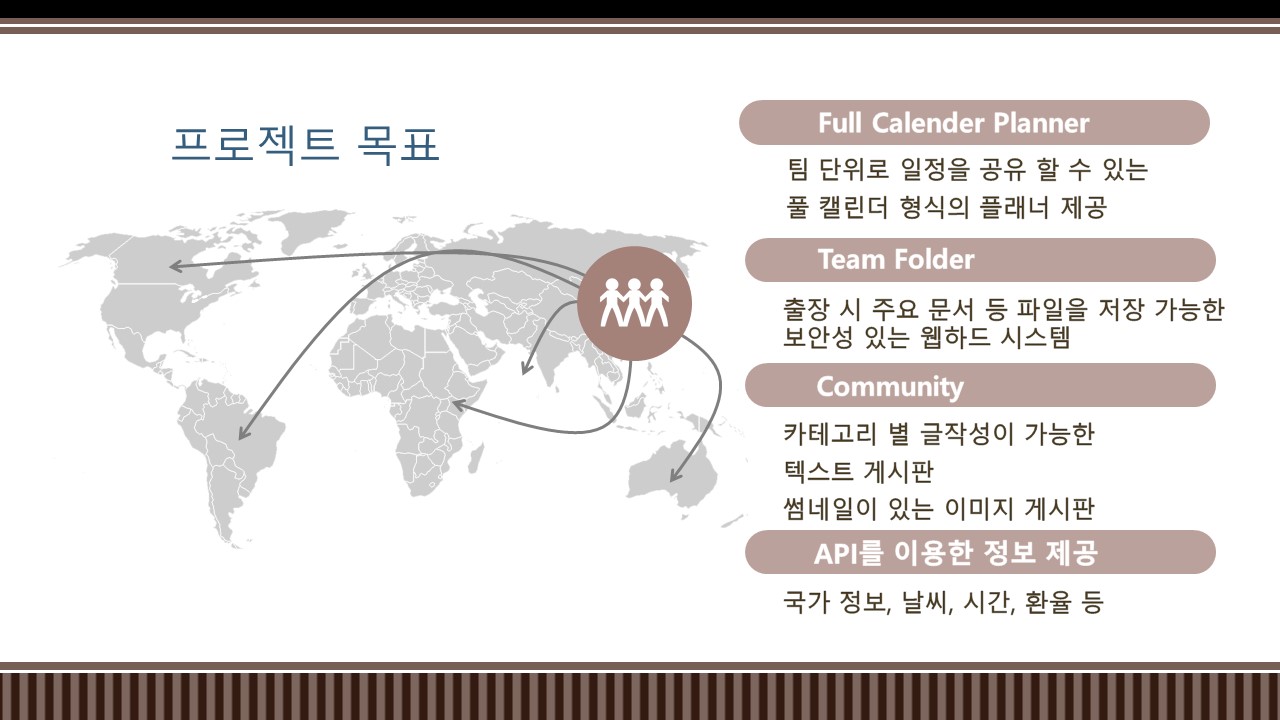 프로젝트 목표
Full Calender Planner
팀 단위로 일정을 공유 할 수 있는
풀 캘린더 형식의 플래너 제공
Team Folder
출장 시 주요 문서 등 파일을 저장 가능한
보안성 있는 웹하드 시스템
Community
카테고리 별 글작성이 가능한
텍스트 게시판
썸네일이 있는 이미지 게시판
API를 이용한 정보 제공
국가 정보, 날씨, 시간, 환율 등